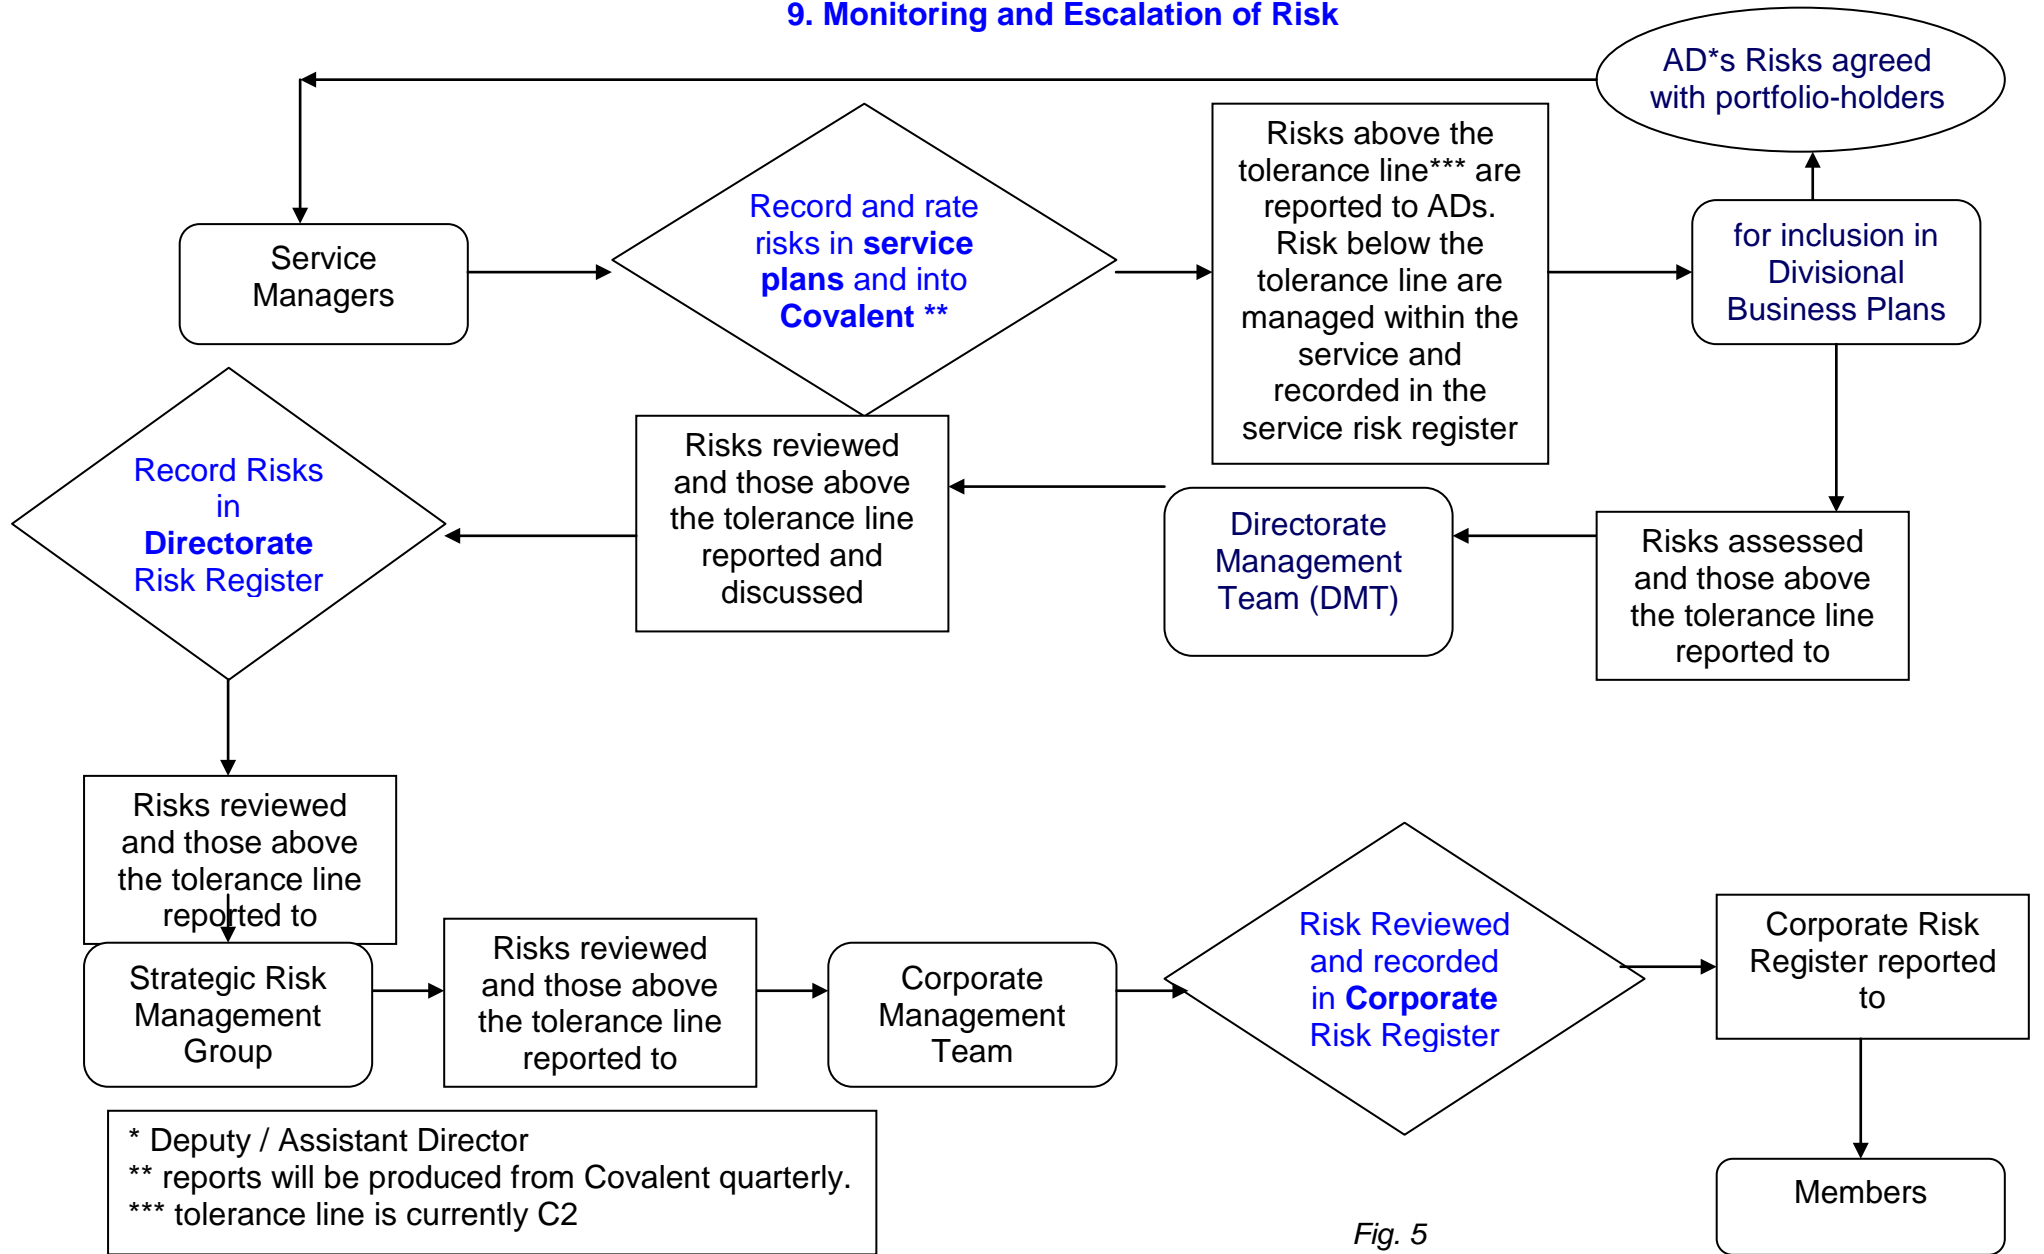 9. Monitoring and Escalation of Risk
AD*s Risks agreed
with portfolio-holders
Service
Managers
Record and rate
risks in service
plans and into
Covalent **
Risks above the
tolerance line*** are
reported to ADs.
Risk below the
tolerance line are
managed within the
service and
recorded in the
service risk register
for inclusion in
Divisional
Business Plans
Risks assessed
and those above
the tolerance line
reported to
Directorate
Management
Team (DMT)
Risks reviewed
and those above
the tolerance line
reported and
discussed
Record Risks
in
Directorate
Risk Register
Risks reviewed
and those above
the tolerance line
reported to
Strategic Risk
Management
Group
Risks reviewed
and those above
the tolerance line
reported to
Corporate
Management
Team
Risk Reviewed
and recorded
in Corporate
Risk Register
Corporate Risk
Register reported
to
Members
* Deputy / Assistant Director
** reports will be produced from Covalent quarterly.
*** tolerance line is currently C2
Fig. 5